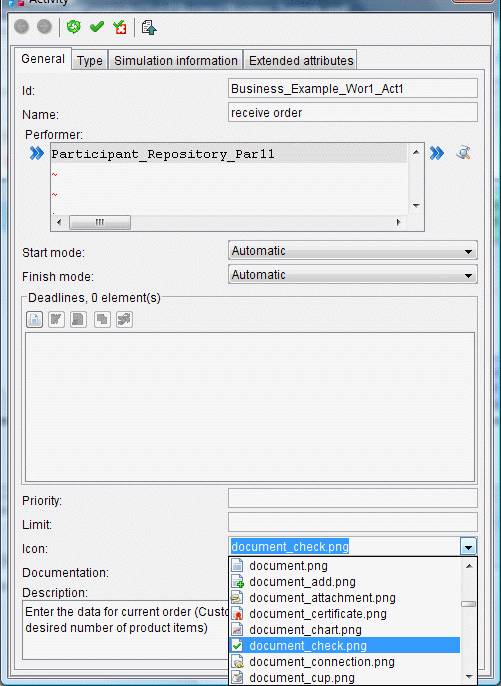 Activity
General Type Simulation information Extended attributes
Id: Business_Example_Wor1_Act1
Name: receive order
Performer:
Participant_Repository_Par11
~
~
Start mode: Automatic
Finish mode: Automatic
Deadlines, 0 element(s)
Priority:
Limit:
Icon: document_check.png
document.png
document_add.png
Documentation: document_attachment.png
Description: document_certificate.png
Enter the data for current order (Custo document_chart.png
desired number of product items) document_check.png
document_connection.png
document_cup.png